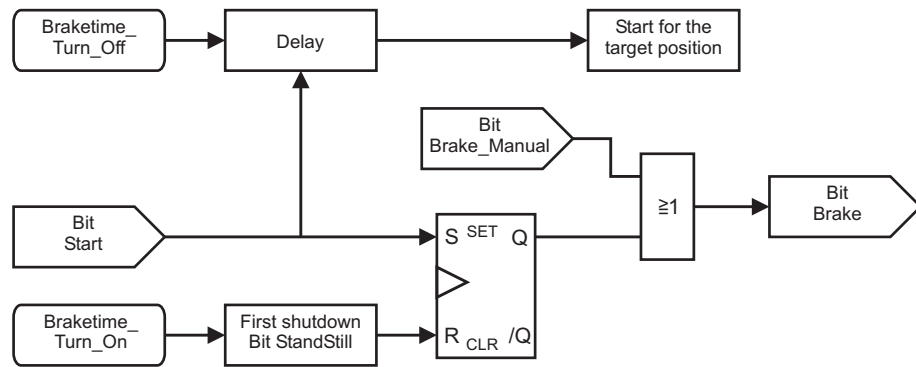 Braketime_
Turn_Off
Delay
Start for the
target position
Bit
Brake_Manual
≧1
Bit
Brake
Bit
Start
S SET Q
R CLR /Q
Braketime_
Turn_On
First shutdown
Bit StandStill